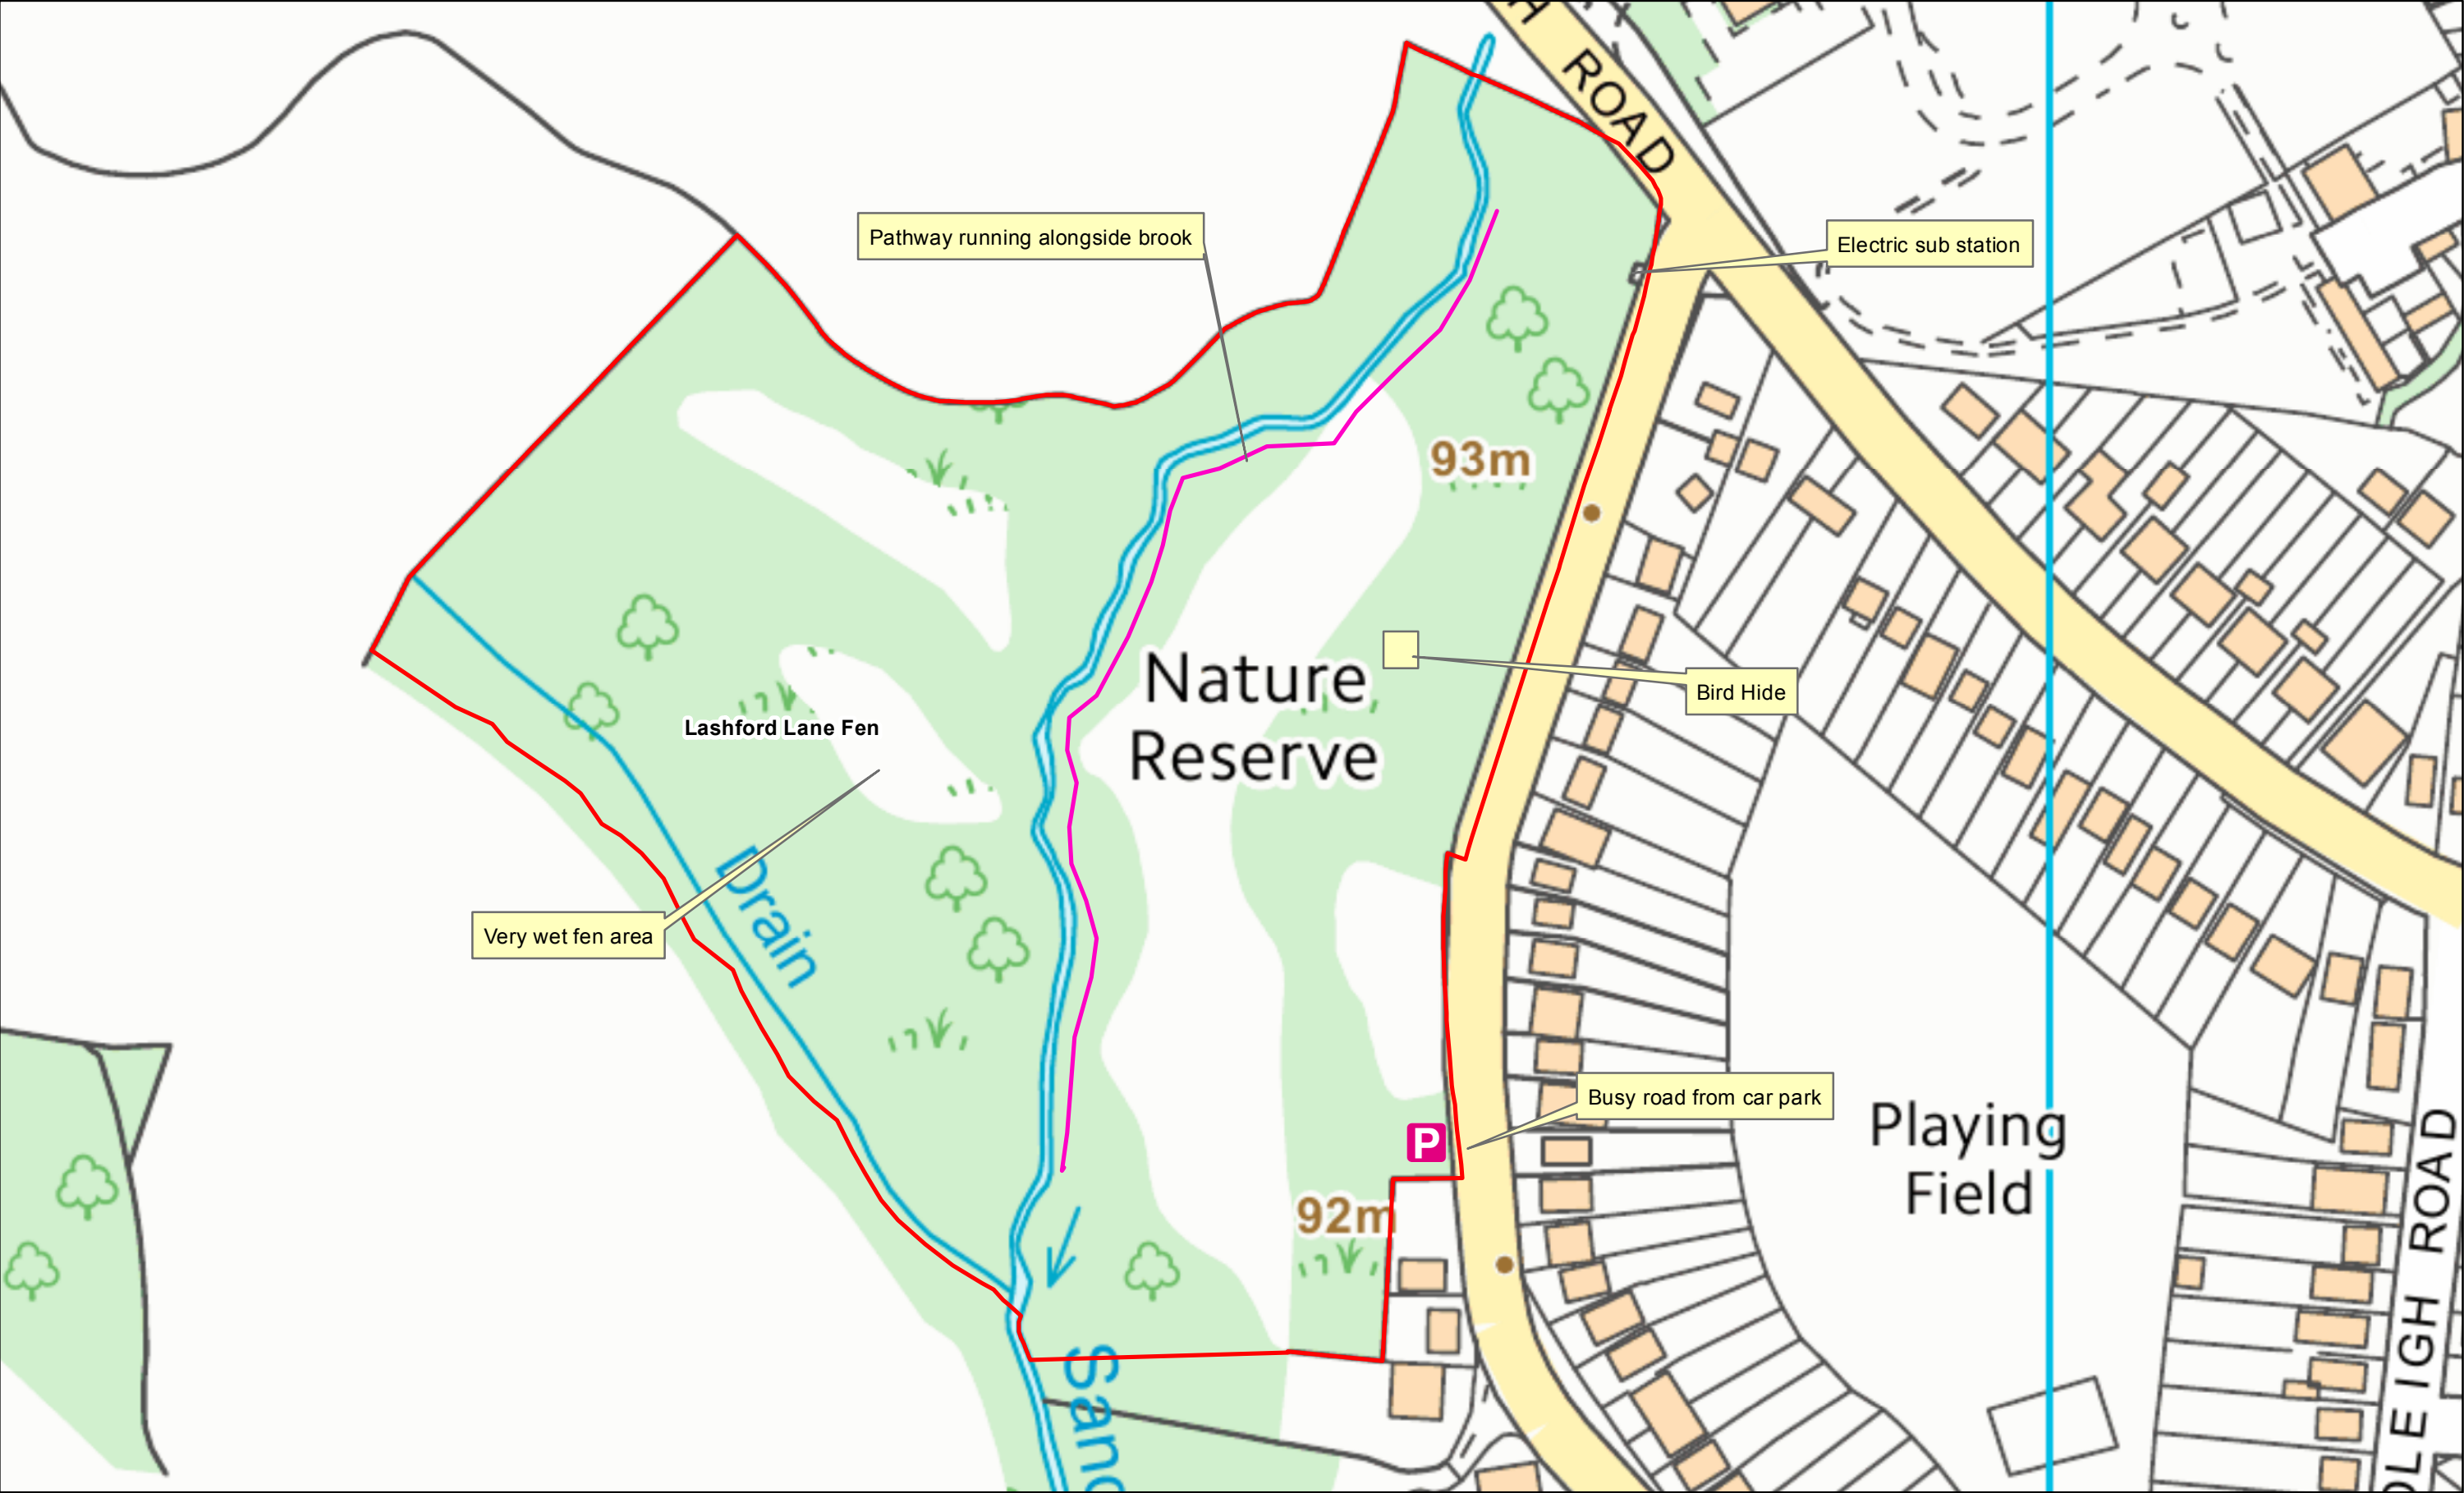 ROAD
Pathway running alongside brook
Electric sub station
93m
Nature
Reserve
Bird Hide
Lashford Lane Fen
Drain
Very wet fen area
Busy road from car park
P
Playing
Field
92m
ROAD